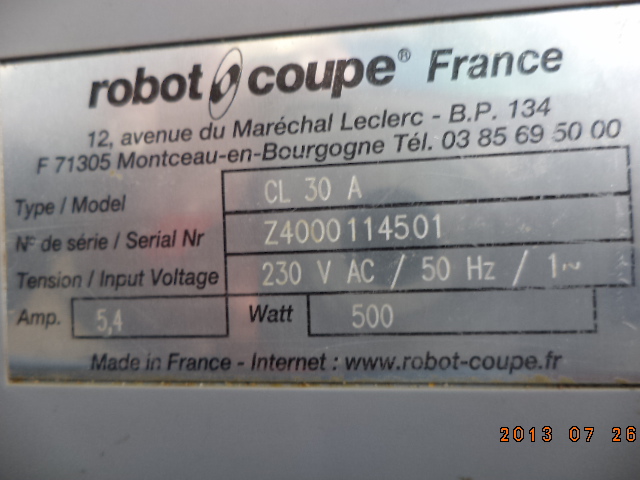 robot coupe® France
12, avenue du Maréchal Leclerc - B.P. 134
F 71305 Montceau-en-Bourgogne Tél. 03 85 69 50 00
Type / Model CL 30 A
N° de série / Serial Nr Z4000114501
Tension / Input Voltage 230 V AC / 50 Hz / 1~
Amp. 5,4 Watt 500
Made in France - Internet : www.robot-coupe.fr
2013 07 26